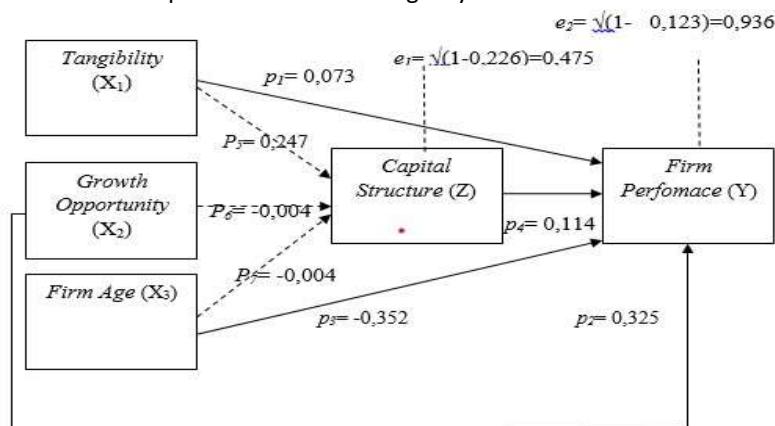 e₂= √(1- 0,123)=0,936
Tangibility
(X₁)
e₁= √(1-0,226)=0,475
p₁= 0,073
P₅= 0,247
Capital
Structure (Z)
Firm
Perfomace (Y)
Growth
Opportunity
(X₂)
P₆= -0,004
p₄= 0,114
Firm Age (X₃)
P₇= -0,004
p₃= -0,352
p₂= 0,325